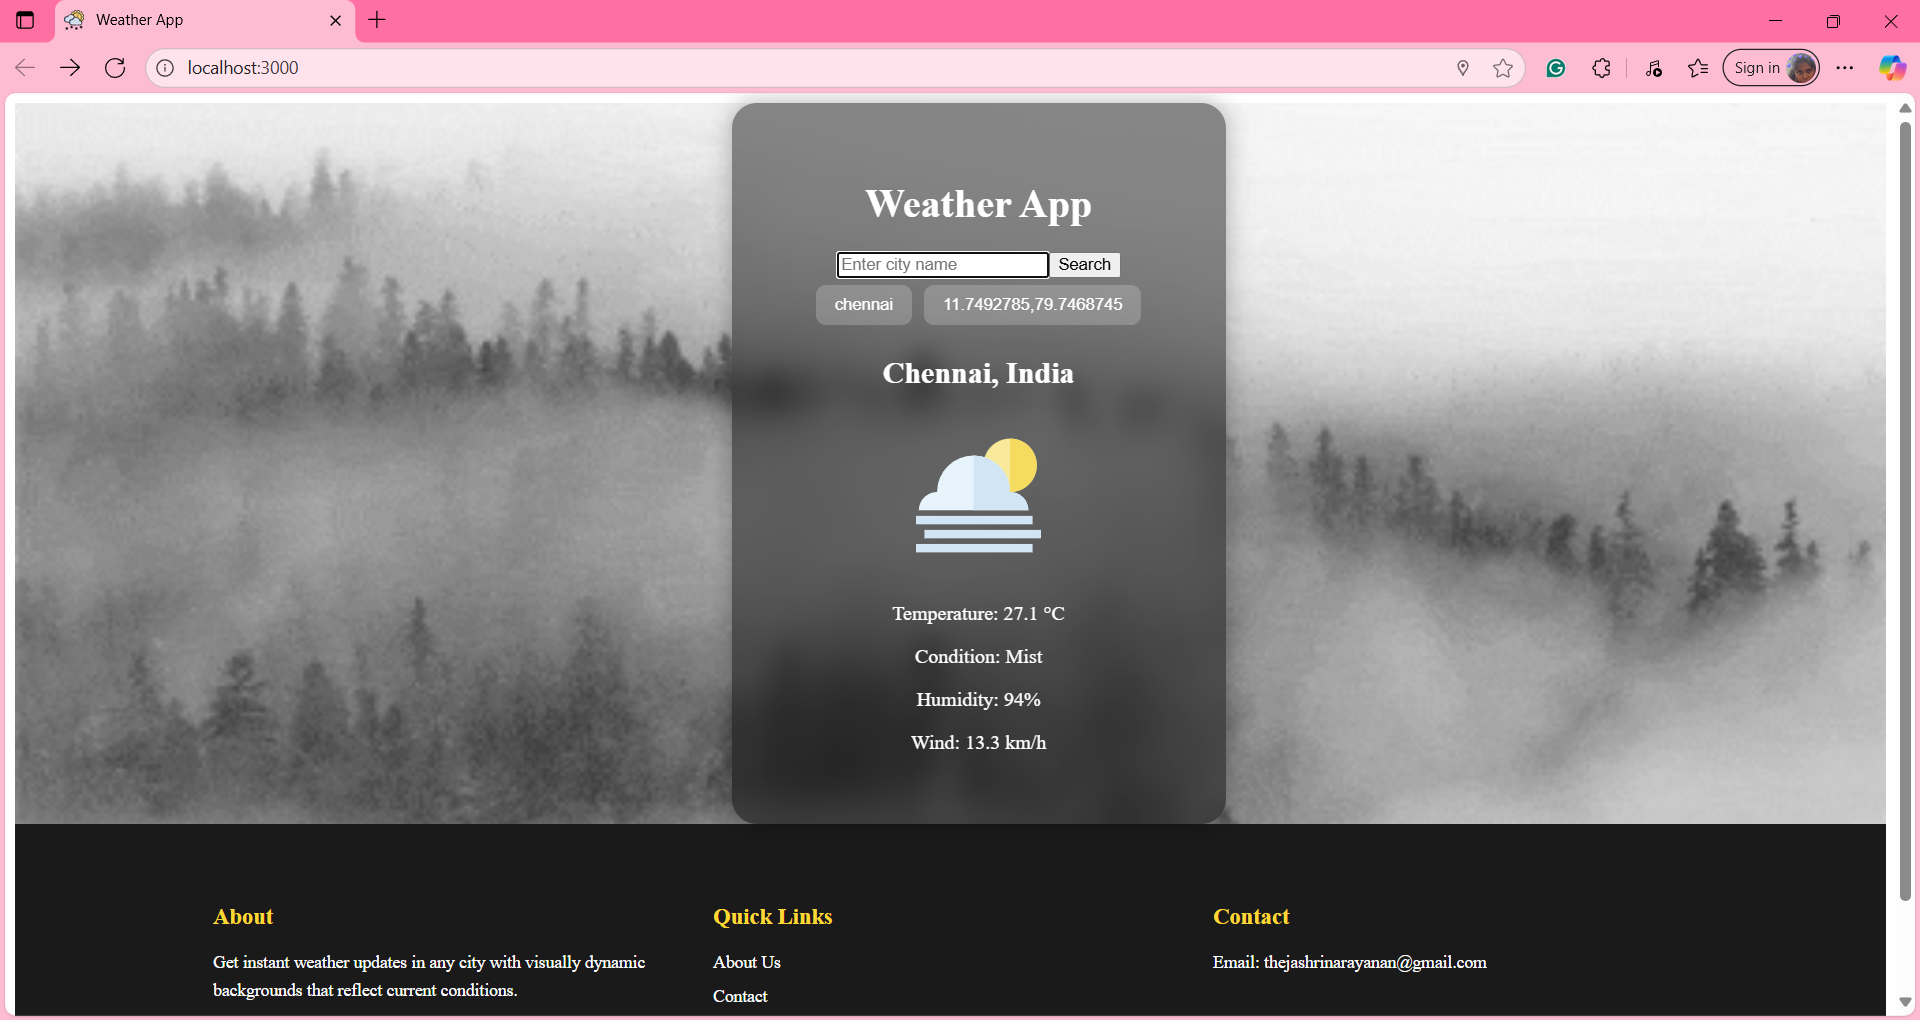 Weather App
localhost:3000
Sign in
Weather App
Enter city name Search
chennai 11.7492785,79.7468745
Chennai, India
Temperature: 27.1 °C
Condition: Mist
Humidity: 94%
Wind: 13.3 km/h
About
Get instant weather updates in any city with visually dynamic
backgrounds that reflect current conditions.
Quick Links
About Us
Contact
Contact
Email: thejashrinarayanan@gmail.com